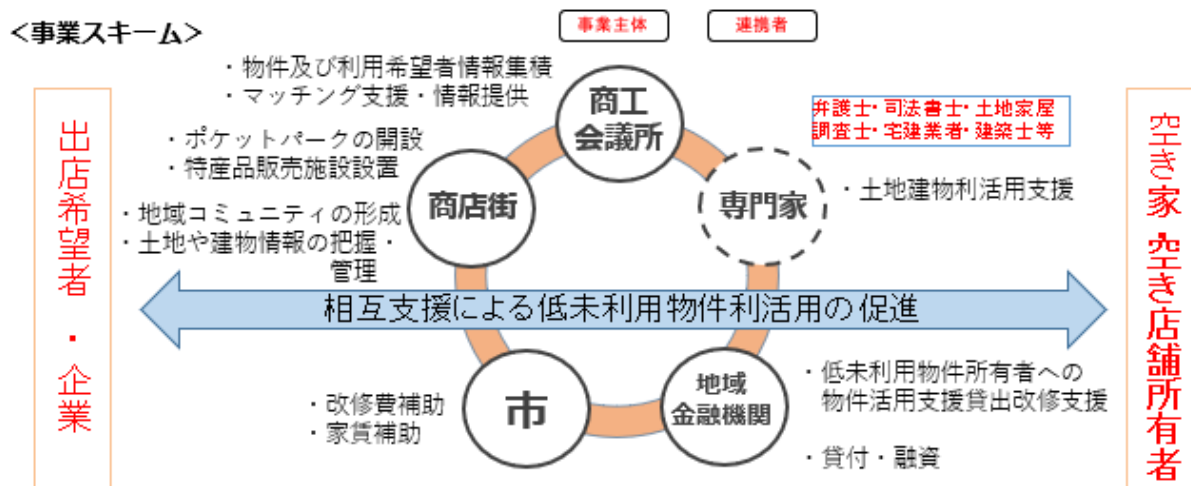 <事業スキーム>
事業主体
連携者
・物件及び利用希望者情報集積
・マッチング支援・情報提供
商工
会議所
弁護士・司法書士・土地家屋
調査士・宅建業者・建築士等
・ポケットパークの開設
・特産品販売施設設置
商店街
専門家
・土地建物利活用支援
・地域コミュニティの形成
・土地や建物情報の把握・
管理
出店希望者・企業
空き家・空き店舗所有者
相互支援による低未利用物件利活用の促進
・改修費補助
・家賃補助
市
地域
金融機関
・低未利用物件所有者への
物件活用支援貸出改修支援
・貸付・融資